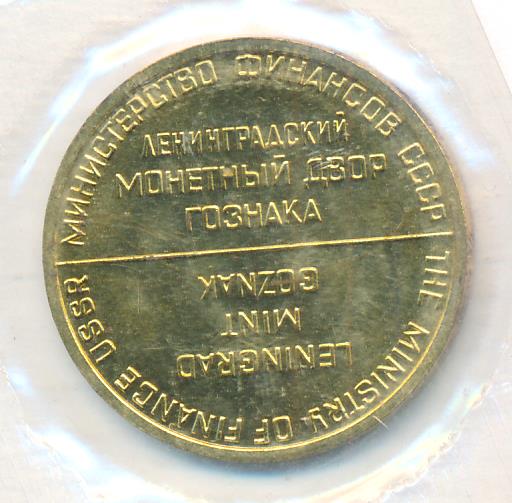 МИНИСТЕРСТВО ФИНАНСОВ СССР
ЛЕНИНГРАДСКИЙ
МОНЕТНЫЙ ДВОР
ГОЗНАКА
THE MINISTRY OF FINANCE USSR
LENINGRAD
MINT
GOZNAK